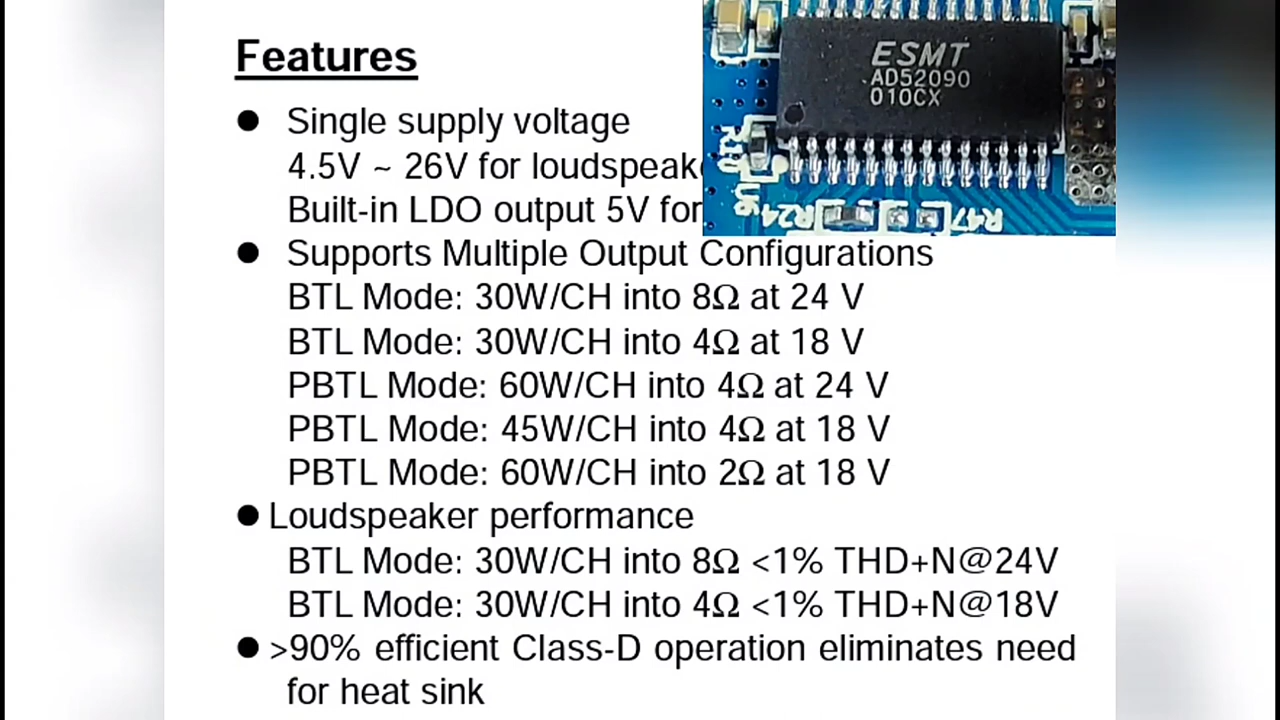 Features
● Single supply voltage
4.5V ~ 26V for loudspeak
Built-in LDO output 5V for
● Supports Multiple Output Configurations
BTL Mode: 30W/CH into 8Ω at 24 V
BTL Mode: 30W/CH into 4Ω at 18 V
PBTL Mode: 60W/CH into 4Ω at 24 V
PBTL Mode: 45W/CH into 4Ω at 18 V
PBTL Mode: 60W/CH into 2Ω at 18 V
● Loudspeaker performance
BTL Mode: 30W/CH into 8Ω <1% THD+N@24V
BTL Mode: 30W/CH into 4Ω <1% THD+N@18V
● >90% efficient Class-D operation eliminates need
for heat sink
ESMT
AD52090
010CX
R24
R47